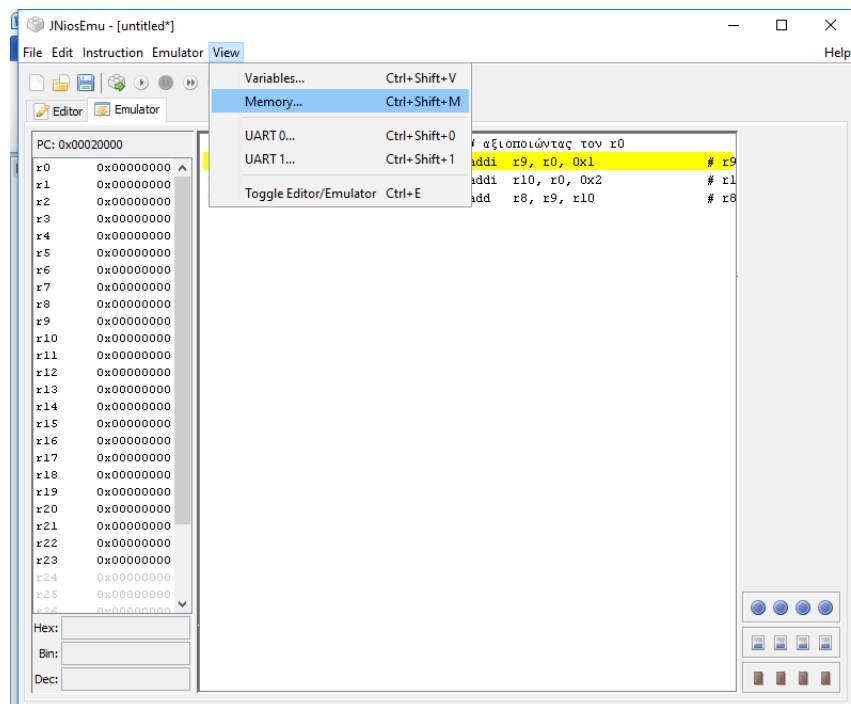 JNiosEmu - [untitled*]
File Edit Instruction Emulator View Help
Variables... Ctrl+Shift+V
Memory... Ctrl+Shift+M
UART 0... Ctrl+Shift+0
UART 1... Ctrl+Shift+1
Toggle Editor/Emulator Ctrl+E
Editor Emulator
PC: 0x00020000
r0 0x00000000
r1 0x00000000
r2 0x00000000
r3 0x00000000
r4 0x00000000
r5 0x00000000
r6 0x00000000
r7 0x00000000
r8 0x00000000
r9 0x00000000
r10 0x00000000
r11 0x00000000
r12 0x00000000
r13 0x00000000
r14 0x00000000
r15 0x00000000
r16 0x00000000
r17 0x00000000
r18 0x00000000
r19 0x00000000
r20 0x00000000
r21 0x00000000
r22 0x00000000
r23 0x00000000
r24 0x00000000
r25 0x00000000
r26 0x00000000
Hex:
Bin:
Dec:
# αξιοποιώντας τον r0
addi r9, r0, 0x1 # r9
addi r10, r0, 0x2 # r1
add r8, r9, r10 # r8